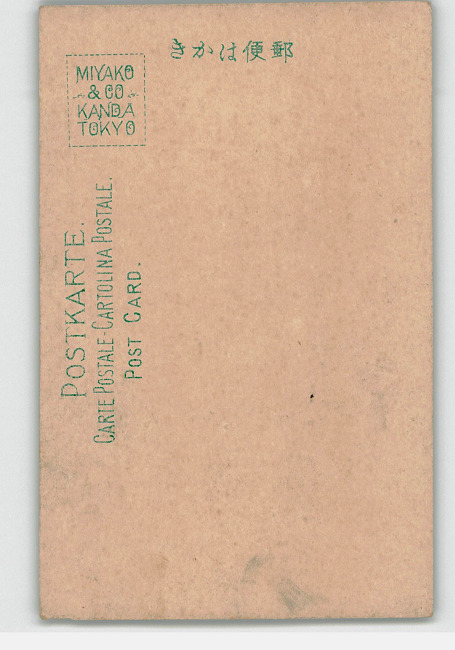 郵便はかき
MIYAKO
& CO
KANDA
TOKYO
POSTKARTE.
CARTE POSTALE-CARTOLINA POSTALE.
POST CARD.